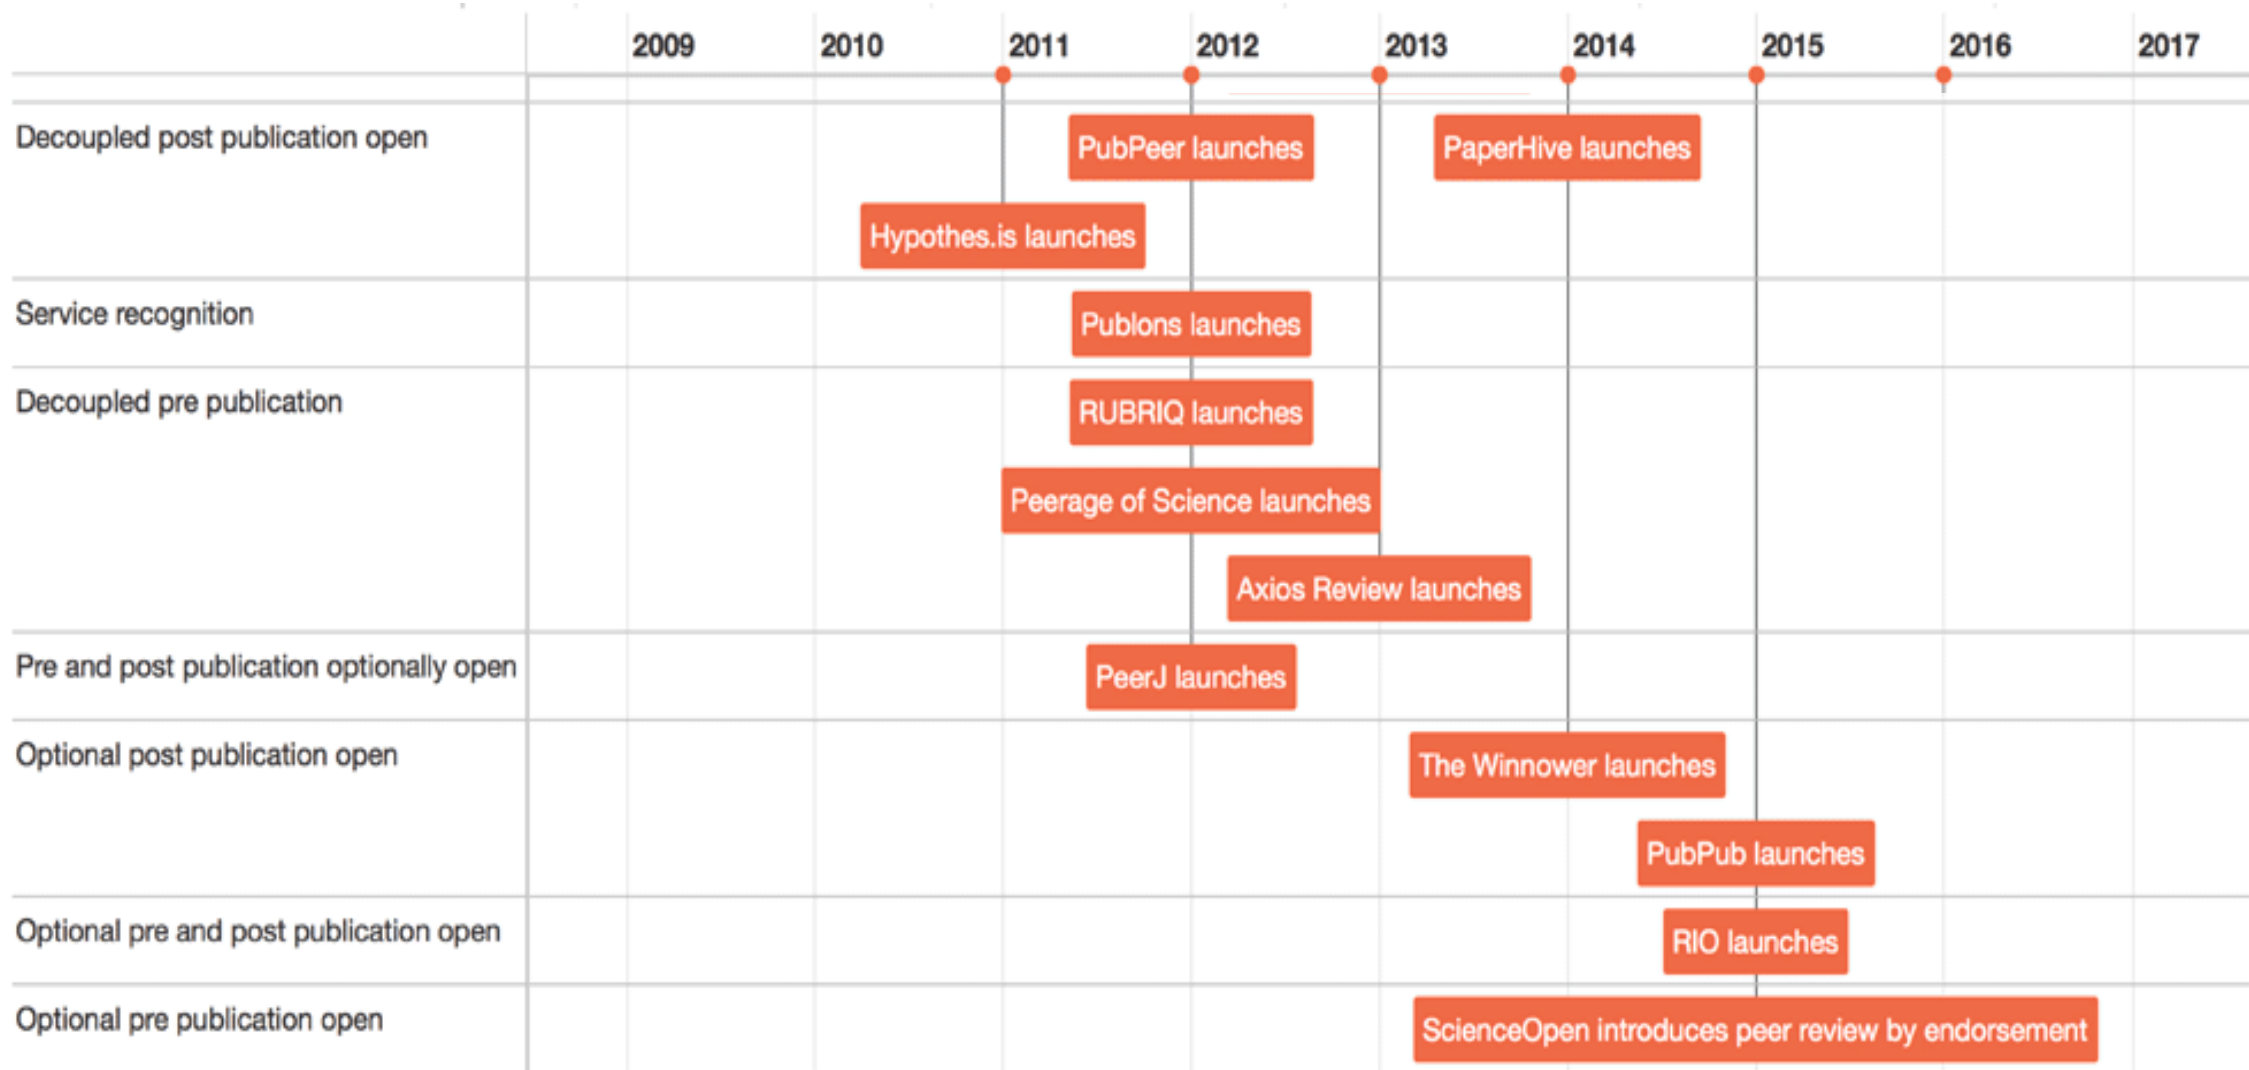 2009 2010 2011 2012 2013 2014 2015 2016 2017
Decoupled post publication open
PubPeer launches
PaperHive launches
Hypothes.is launches
Service recognition
Publons launches
Decoupled pre publication
RUBRIQ launches
Peerage of Science launches
Axios Review launches
Pre and post publication optionally open
PeerJ launches
Optional post publication open
The Winnower launches
PubPub launches
Optional pre and post publication open
RIO launches
Optional pre publication open
ScienceOpen introduces peer review by endorsement